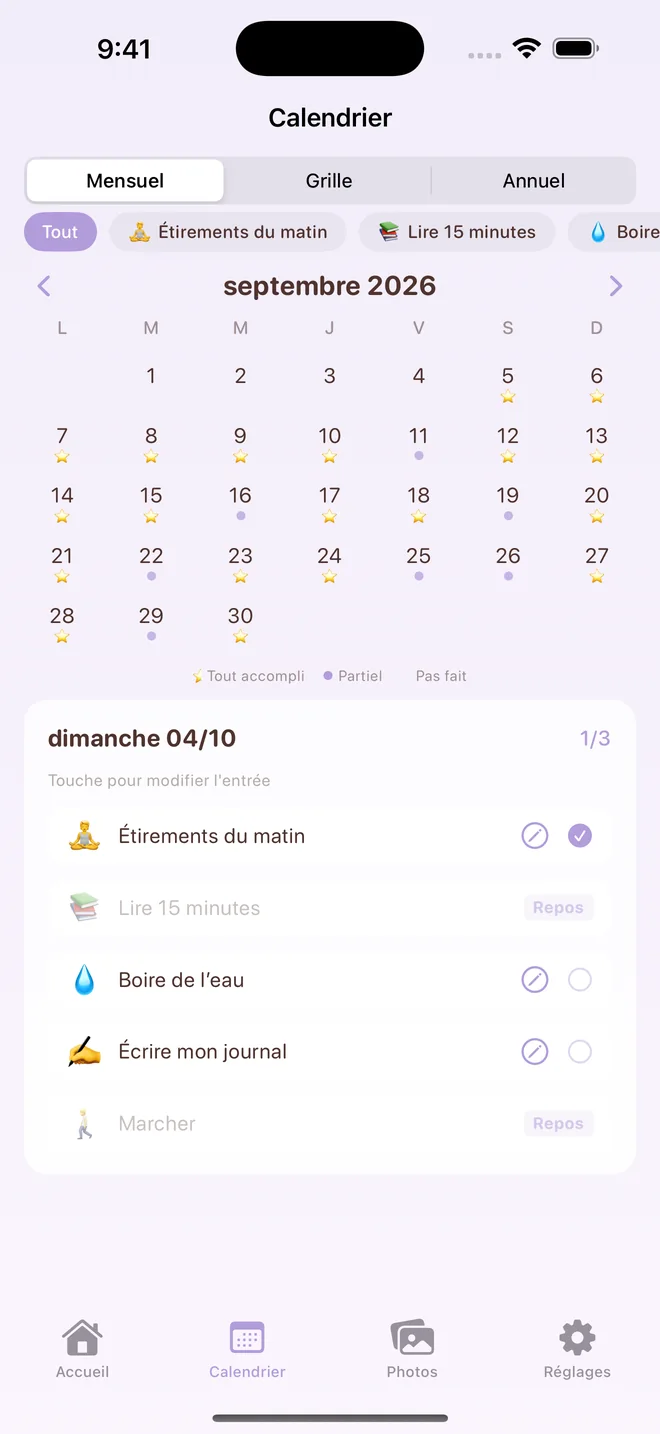 9:41
Calendrier
Mensuel Grille Annuel
Tout Étirements du matin Lire 15 minutes Boire
septembre 2026
L M M J V S D
1 2 3 4 5 6
7 8 9 10 11 12 13
14 15 16 17 18 19 20
21 22 23 24 25 26 27
28 29 30
Tout accompli Partiel Pas fait
dimanche 04/10 1/3
Touche pour modifier l'entrée
Étirements du matin
Lire 15 minutes Repos
Boire de l’eau
Écrire mon journal
Marcher Repos
Accueil Calendrier Photos Réglages